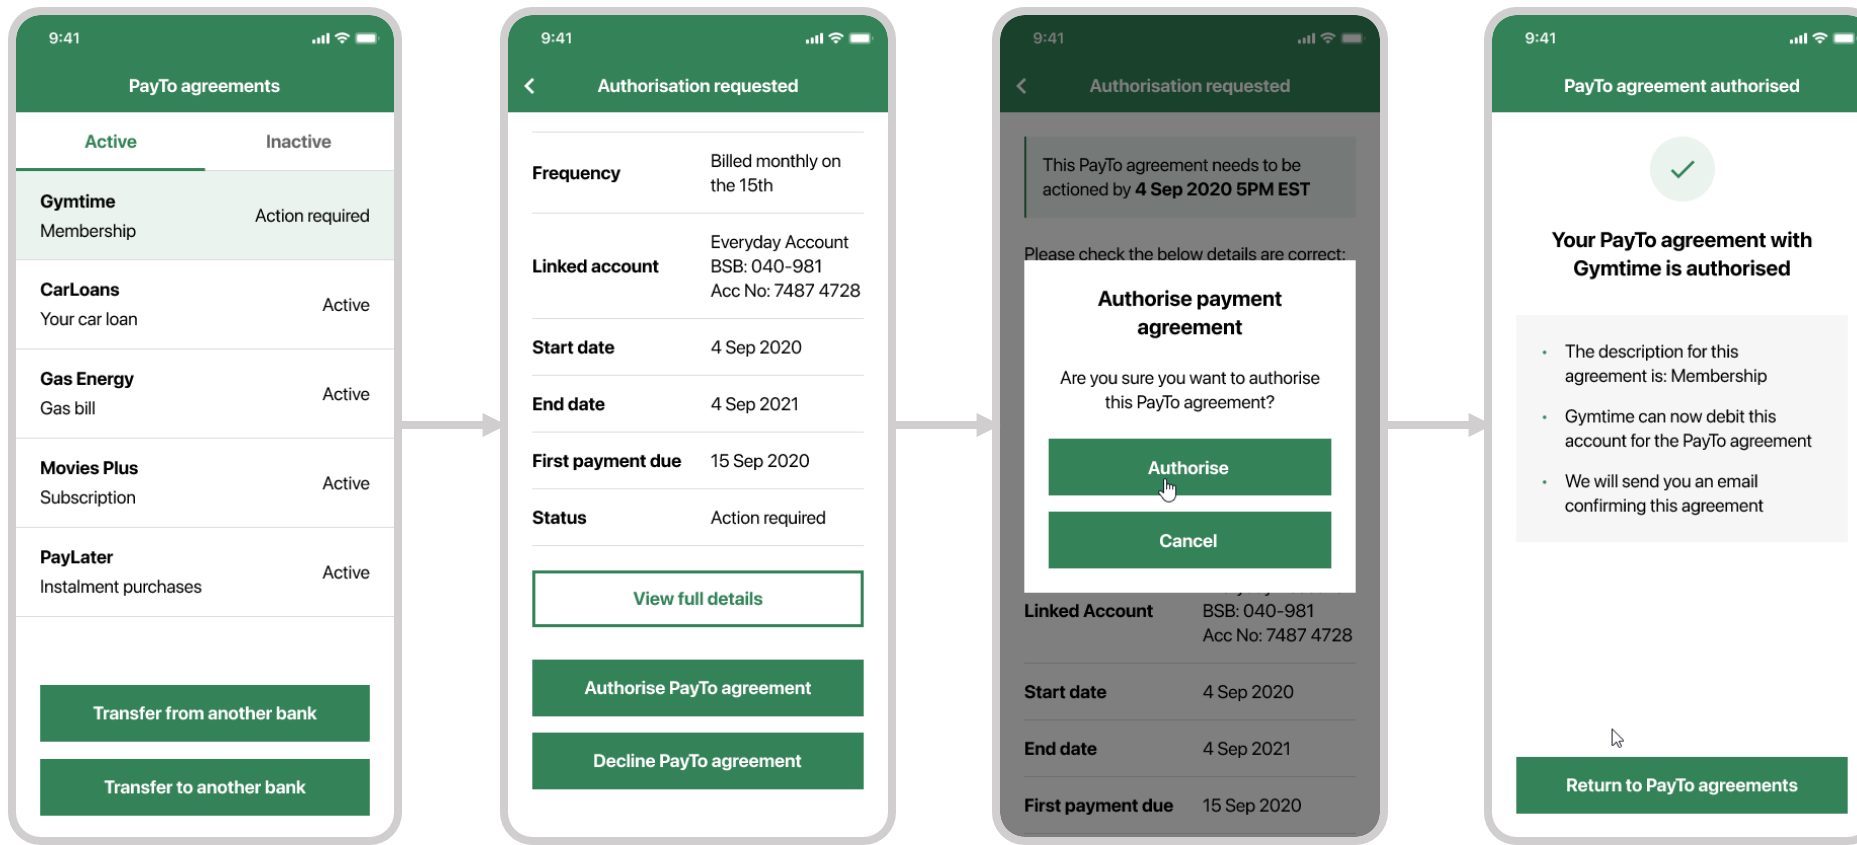 9:41
PayTo agreements
Active
Inactive
Gymtime
Membership
Action required
CarLoans
Your car loan
Active
Gas Energy
Gas bill
Active
Movies Plus
Subscription
Active
PayLater
Instalment purchases
Active
Transfer from another bank
Transfer to another bank
9:41
Authorisation requested
Frequency
Billed monthly on
the 15th
Linked account
Everyday Account
BSB: 040-981
Acc No: 7487 4728
Start date
4 Sep 2020
End date
4 Sep 2021
First payment due
15 Sep 2020
Status
Action required
View full details
Authorise PayTo agreement
Decline PayTo agreement
9:41
Authorisation requested
This PayTo agreement needs to be
actioned by 4 Sep 2020 5PM EST
Please check the below details are correct:
Authorise payment
agreement
Are you sure you want to authorise
this PayTo agreement?
Authorise
Cancel
Linked Account
BSB: 040-981
Acc No: 7487 4728
Start date
4 Sep 2020
End date
4 Sep 2021
First payment due
15 Sep 2020
9:41
PayTo agreement authorised
Your PayTo agreement with
Gymtime is authorised
• The description for this
agreement is: Membership
• Gymtime can now debit this
account for the PayTo agreement
• We will send you an email
confirming this agreement
Return to PayTo agreements